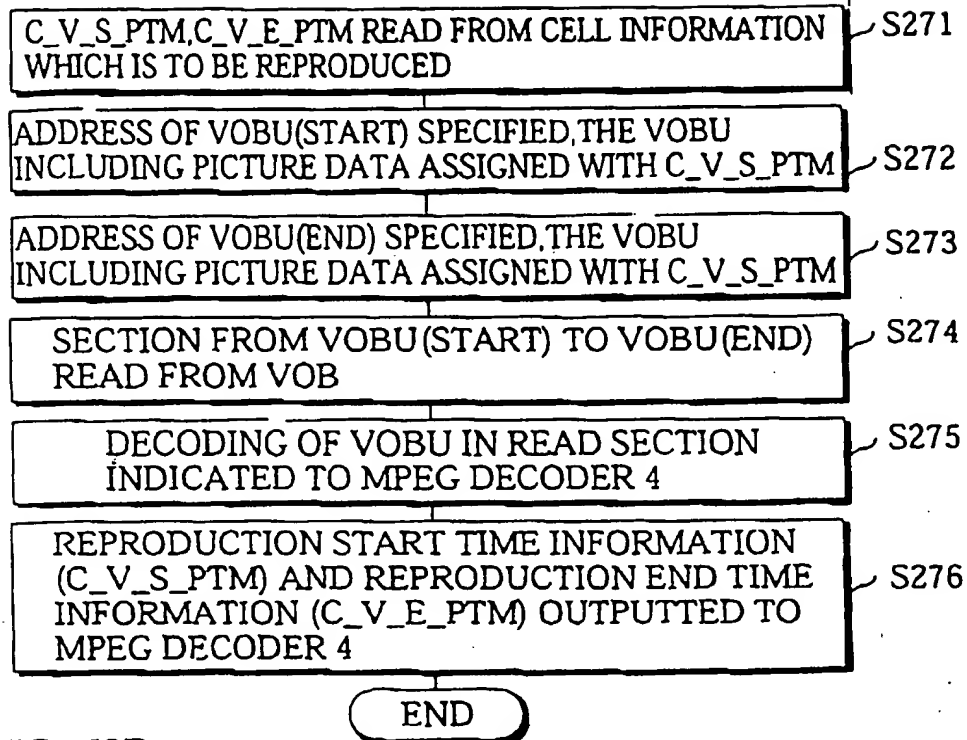 C_V_S_PTM,C_V_E_PTM READ FROM CELL INFORMATION
WHICH IS TO BE REPRODUCED
S271
ADDRESS OF VOBU(START) SPECIFIED,THE VOBU
INCLUDING PICTURE DATA ASSIGNED WITH C_V_S_PTM
S272
ADDRESS OF VOBU(END) SPECIFIED,THE VOBU
INCLUDING PICTURE DATA ASSIGNED WITH C_V_S_PTM
S273
SECTION FROM VOBU(START) TO VOBU(END)
READ FROM VOB
S274
DECODING OF VOBU IN READ SECTION
INDICATED TO MPEG DECODER 4
S275
REPRODUCTION START TIME INFORMATION
(C_V_S_PTM) AND REPRODUCTION END TIME
INFORMATION (C_V_E_PTM) OUTPUTTED TO
MPEG DECODER 4
S276
END